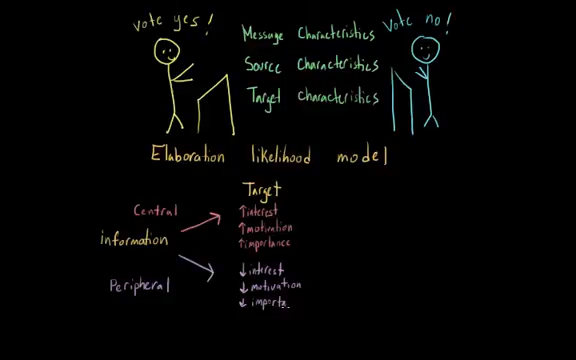 vote yes!
Vote no!
Message Characteristics
Source Characteristics
Target Characteristics
Elaboration likelihood model
Target
Central
↑interest
↑motivation
↑importance
information
Peripheral
↓interest
↓motivation
↓importa